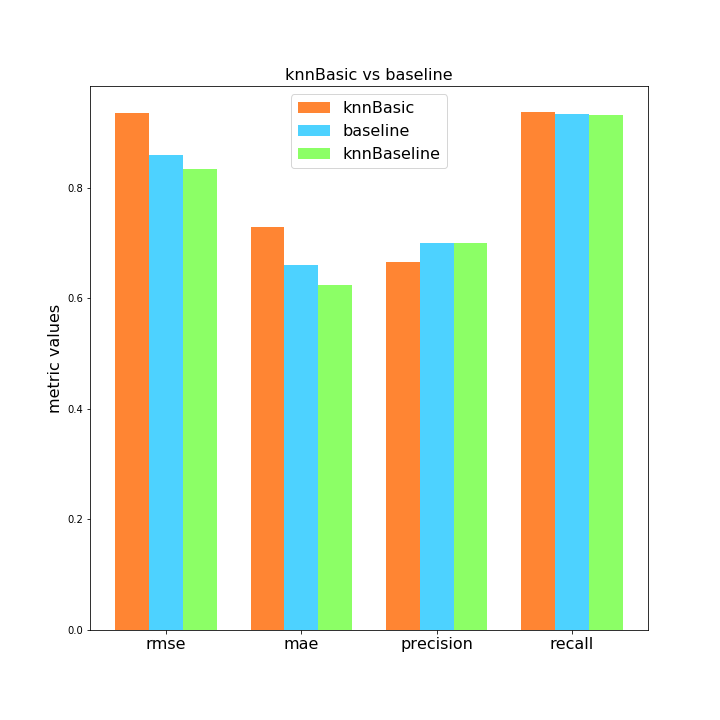 knnBasic vs baseline
knnBasic
baseline
knnBaseline
metric values
0.8
0.6
0.4
0.2
0.0
rmse
mae
precision
recall